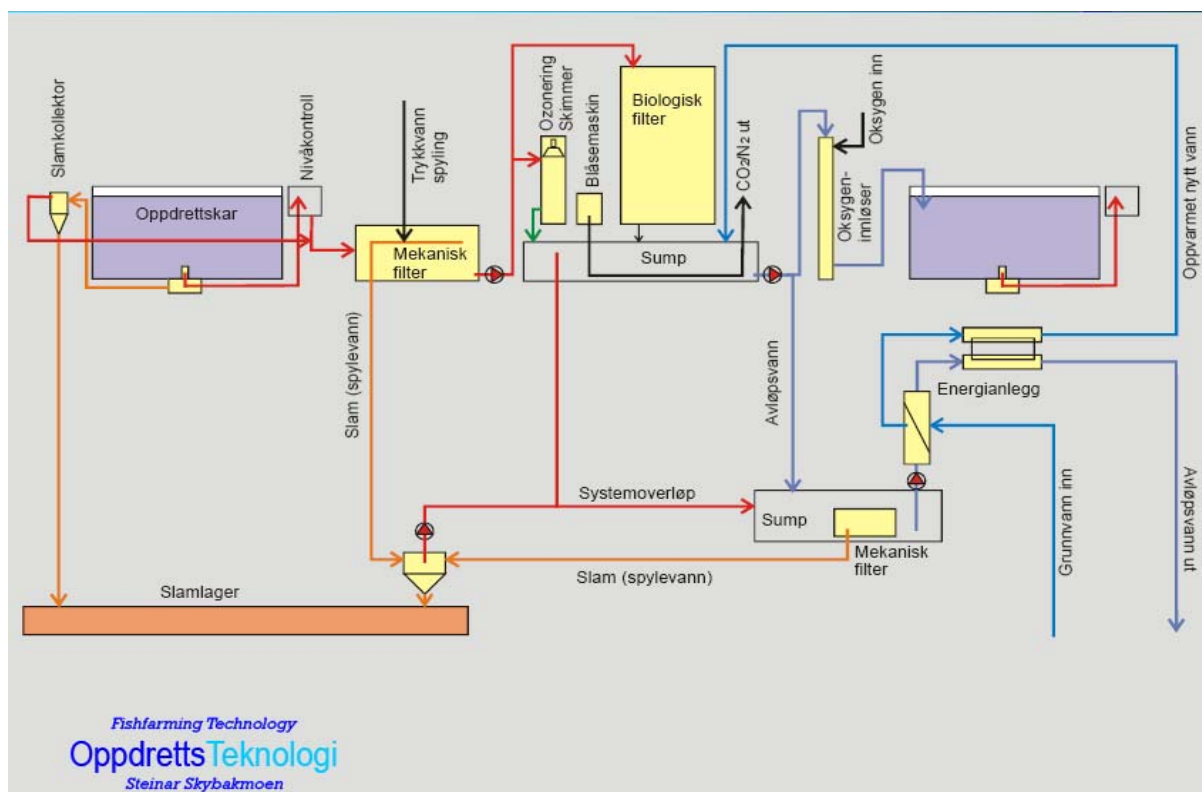 Slamkollektor
Nivåkontroll
Oppdrettskar
Trykkvann
spyling
Mekanisk
filter
Ozonering
Skimmer
Blåsemaskin
Biologisk
filter
CO2/N2 ut
Sump
Oksygen inn
Oksygen-
innløser
Oppvarmet nytt vann
Slam (spylevann)
Avløpsvann
Energianlegg
Systemoverløp
Sump
Mekanisk
filter
Grunnvann inn
Avløpsvann ut
Slam (spylevann)
Slamlager
Fishfarming Technology
OppdrettsTeknologi
Steinar Skybakmoen